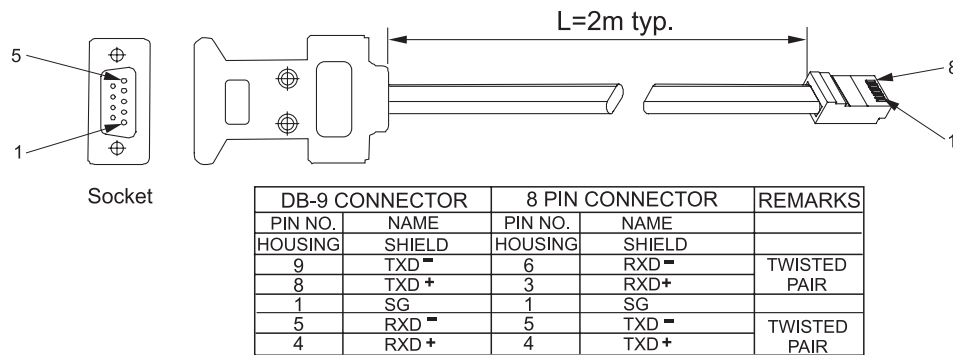 L=2m typ.
5
1
8
1
Socket
DB-9 CONNECTOR 8 PIN CONNECTOR REMARKS
PIN NO. NAME PIN NO. NAME
HOUSING SHIELD HOUSING SHIELD
9 TXD- 6 RXD- TWISTED
8 TXD+ 3 RXD+ PAIR
1 SG 1 SG
5 RXD- 5 TXD- TWISTED
4 RXD+ 4 TXD+ PAIR